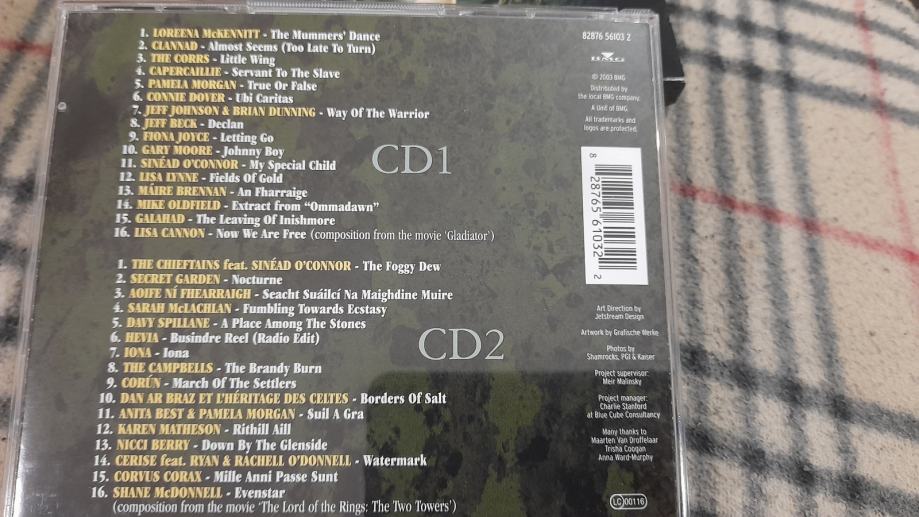 1. LOREENA McKENNITT - The Mummers' Dance
2. CLANNAD - Almost Seems (Too Late To Turn)
3. THE CORRS - Little Wing
4. CAPERCAILLIE - Servant To The Slave
5. PAMELA MORGAN - True Or False
6. CONNIE DOVER - Ubi Caritas
7. JEFF JOHNSON & BRIAN DUNNING - Way Of The Warrior
8. JEFF BECK - Declan
9. FIONA JOYCE - Letting Go
10. GARY MOORE - Johnny Boy
11. SINÉAD O'CONNOR - My Special Child
12. LISA LYNNE - Fields Of Gold
13. MÁIRE BRENNAN - An Fharraige
14. MIKE OLDFIELD - Extract from "Ommadawn"
15. GALAHAD - The Leaving Of Inishmore
16. LISA CANNON - Now We Are Free (composition from the movie 'Gladiator')
CD1
1. THE CHIEFTAINS feat. SINÉAD O'CONNOR - The Foggy Dew
2. SECRET GARDEN - Nocturne
3. AOIFE NÍ FHEARRAIGH - Seacht Suáilcí Na Maighdine Muire
4. SARAH McLACHLAN - Fumbling Towards Ecstasy
5. DAVY SPILLANE - A Place Among The Stones
6. HEVIA - Busindre Reel (Radio Edit)
7. IONA - Iona
8. THE CAMPBELLS - The Brandy Burn
9. CORÚN - March Of The Settlers
10. DAN AR BRAZ ET L'HÉRITAGE DES CELTES - Borders Of Salt
11. ANITA BEST & PAMELA MORGAN - Suil A Gra
12. KAREN MATHESON - Rithill Aill
13. NICCI BERRY - Down By The Glenside
14. CERISE feat. RYAN & RACHELL O'DONNELL - Watermark
15. CORVUS CORAX - Mille Anni Passe Sunt
16. SHANE McDONNELL - Evenstar
(composition from the movie 'The Lord of the Rings: The Two Towers')
CD2
82876 56103 2
BMG
© 2003 BMG
Distributed by
the local BMG company.
A Unit of BMG.
All trademarks and
logos are protected.
8 28765 61032 2
Art Direction by
Jetstream Design
Artwork by Grafische Werke
Photos by
Shamrocks, PGI & Kaiser
Project supervisor:
Meir Malinsky
Project manager:
Charlie Stanford
at Blue Cube Consultancy
Many thanks to
Maarten Van Droffelaar
Trisha Coogan
Anna Ward-Murphy
LC 00116